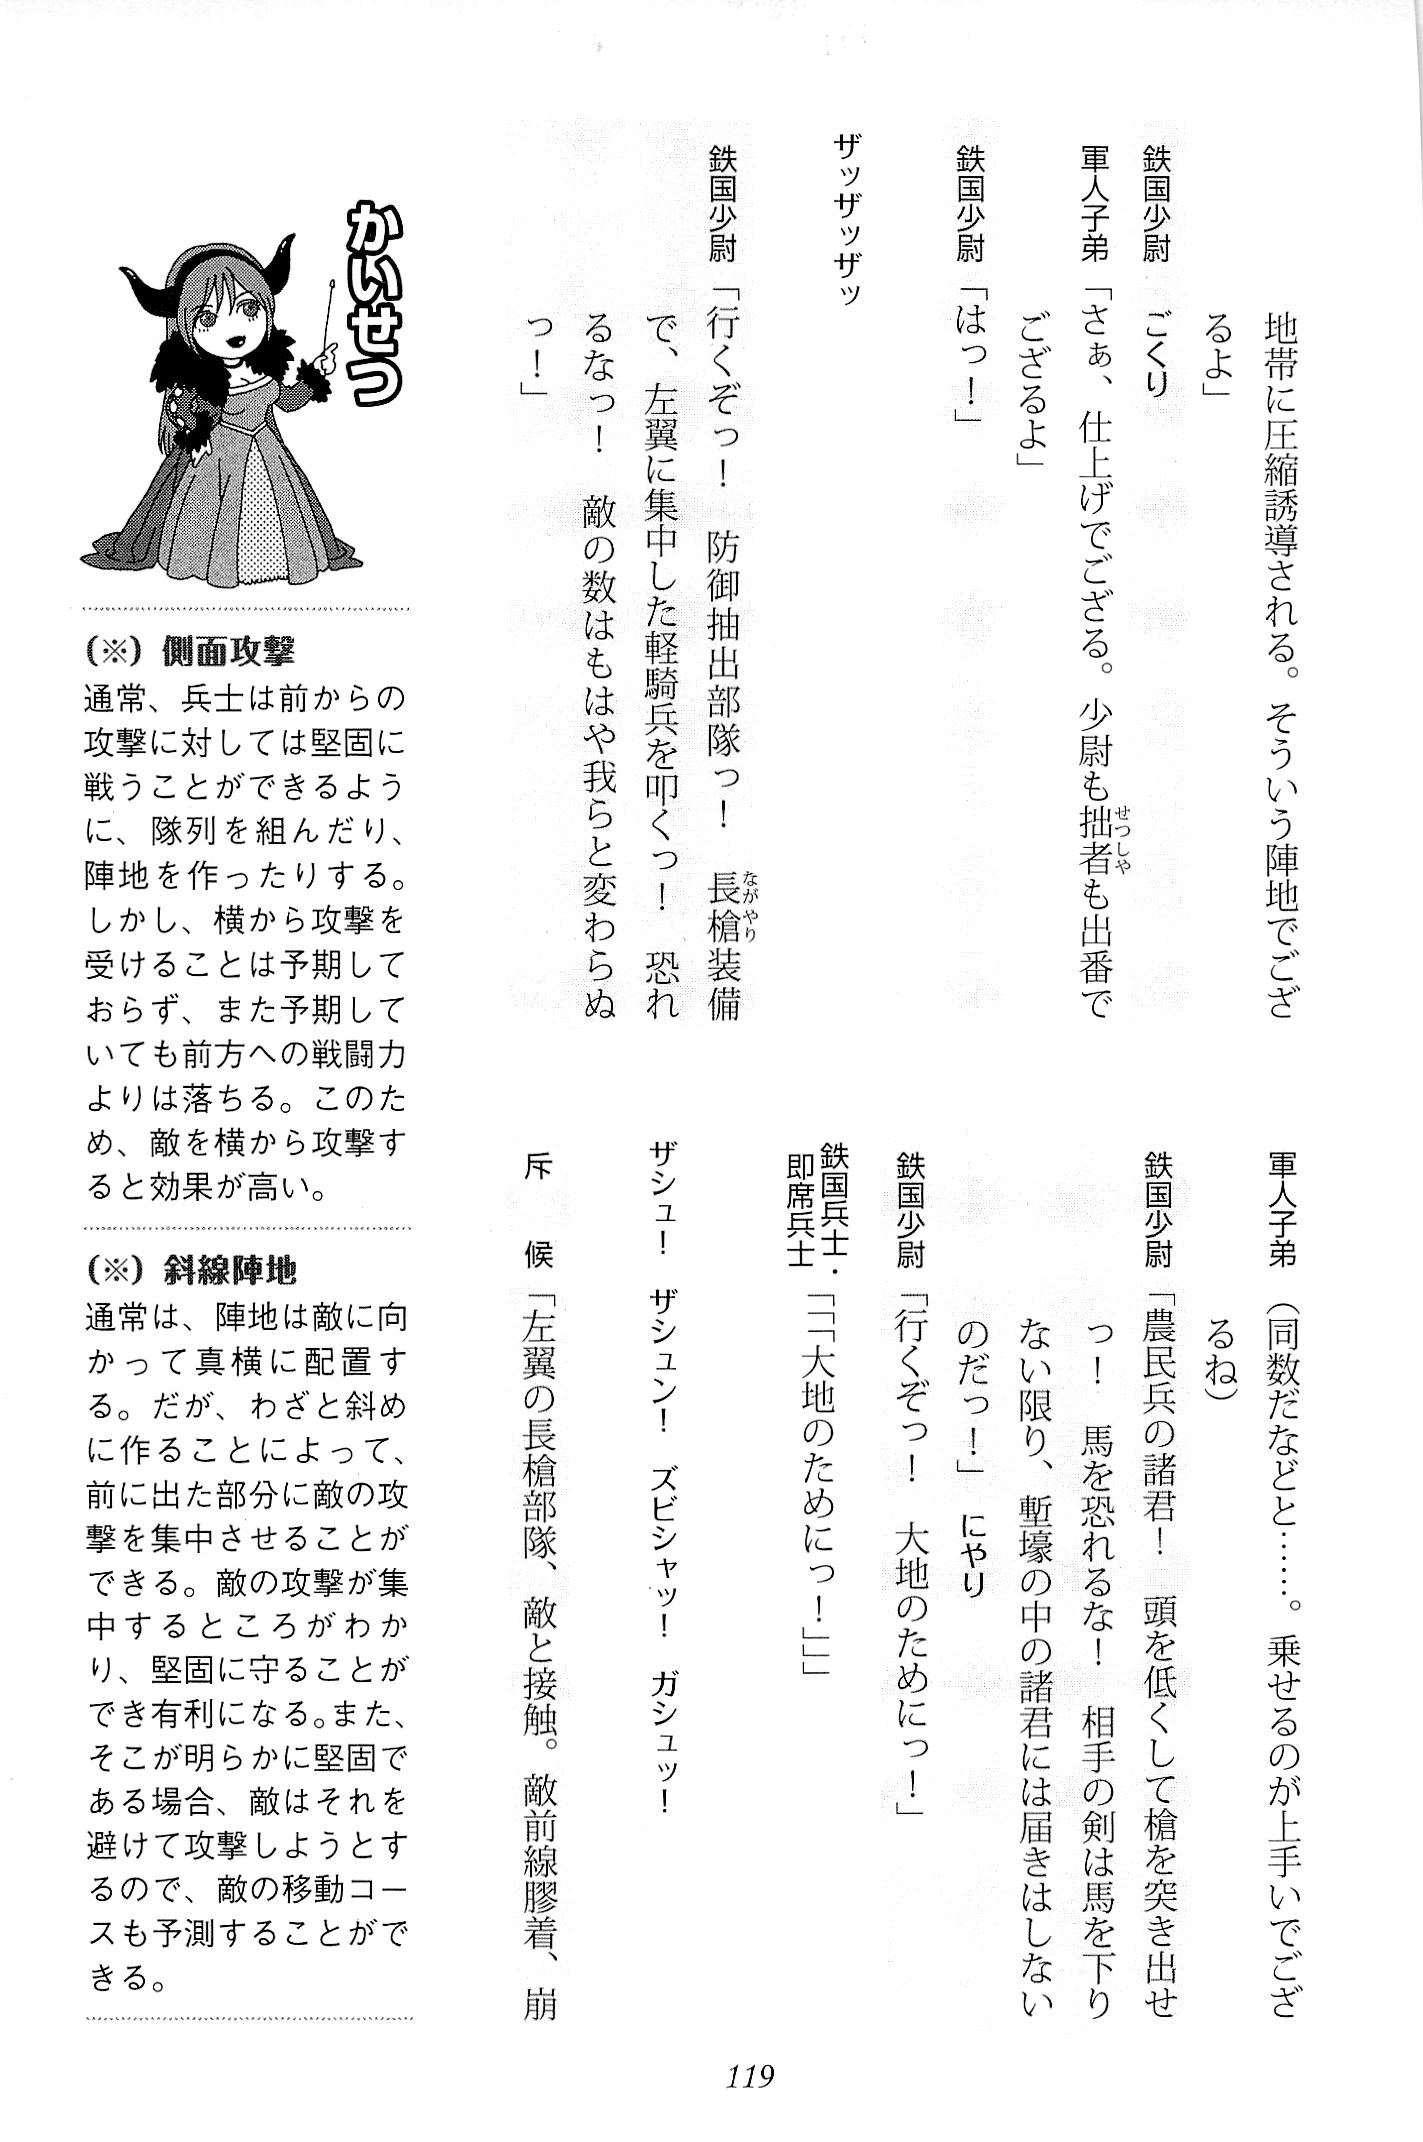 地帯に圧縮誘導される。そういう陣地でござ
るよ」
鉄国少尉　ごくり
軍人子弟「さぁ、仕上げでござる。少尉も拙者も出番で
せつしや
ござるよ」
鉄国少尉「はっ！」
ザッザッザッ
鉄国少尉「行くぞっ！　防御抽出部隊っ！　長槍装備
ながやり
で、左翼に集中した軽騎兵を叩くっ！　恐れ
るなっ！　敵の数はもはや我らと変わらぬ
っ！」
軍人子弟（同数だなどと……。乗せるのが上手いでござ
るね）
鉄国少尉「農民兵の諸君！　頭を低くして槍を突き出せ
っ！　馬を恐れるな！　相手の剣は馬を下り
ない限り、塹壕の中の諸君には届きはしない
のだっ！」にやり
鉄国少尉「行くぞっ！　大地のためにっ！」
鉄国兵士・
即席兵士「「「大地のためにっ！」」」
ザシュ！　ザシュン！　ズビシャッ！　ガシュッ！
斥　候「左翼の長槍部隊、敵と接触。敵前線膠着、崩
かいせつ
（※）側面攻撃
通常、兵士は前からの
攻撃に対しては堅固に
戦うことができるよう
に、隊列を組んだり、
陣地を作ったりする。
しかし、横から攻撃を
受けることは予期して
おらず、また予期して
いても前方への戦闘力
よりは落ちる。このた
め、敵を横から攻撃す
ると効果が高い。
（※）斜線陣地
通常は、陣地は敵に向
かって真横に配置す
る。だが、わざと斜め
に作ることによって、
前に出た部分に敵の攻
撃を集中させることが
できる。敵の攻撃が集
中するところがわか
り、堅固に守ることが
でき有利になる。また、
そこが明らかに堅固で
ある場合、敵はそれを
避けて攻撃しようとす
るので、敵の移動コー
スも予測することがで
きる。
119